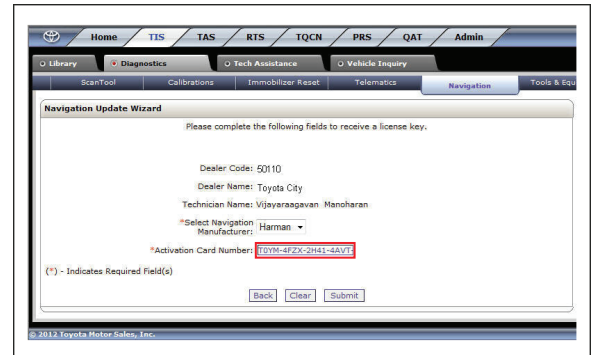 Home TIS TAS RTS TQCN PRS QAT Admin
Library Diagnostics Tech Assistance Vehicle Inquiry
ScanTool Calibrations Immobilizer Reset Telematics Navigation Tools & Equ
Navigation Update Wizard
Please complete the following fields to receive a license key.
Dealer Code: 50110
Dealer Name: Toyota City
Technician Name: Vijayaraagavan Manoharan
*Select Navigation
Manufacturer: Harman
*Activation Card Number: T0YM-4FZX-2H41-4AVT-
(*) - Indicates Required Field(s)
Back Clear Submit
© 2012 Toyota Motor Sales, Inc.